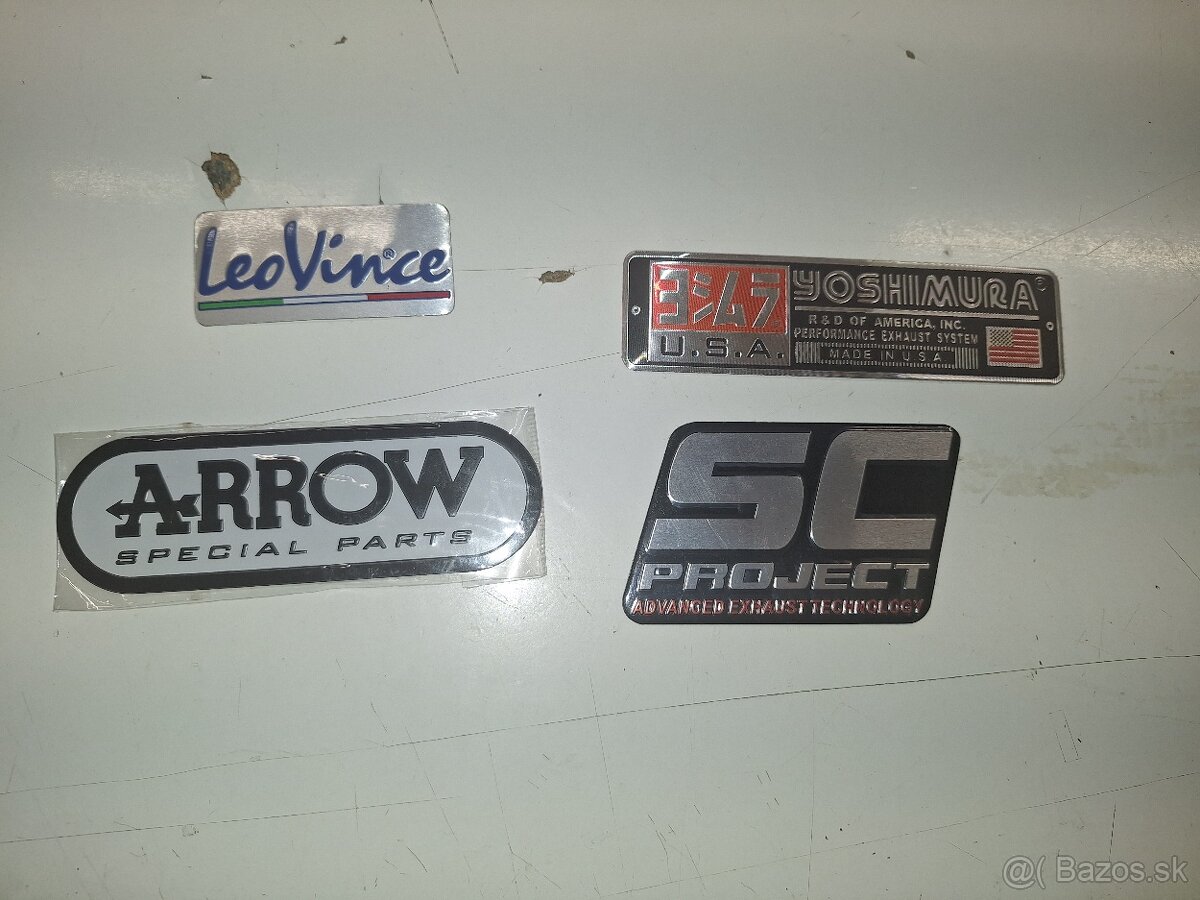 LeoVince®
ヨシムラ
U.S.A.
YOSHIMURA®
R & D OF AMERICA, INC.
PERFORMANCE EXHAUST SYSTEM
MADE IN U.S.A.
ARROW
SPECIAL PARTS
SC
PROJECT
ADVANCED EXHAUST TECHNOLOGY
@( Bazos.sk